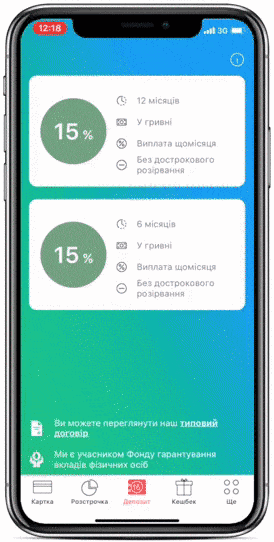 12:18
3G
15 %
12 місяців
У гривні
Виплата щомісяця
Без дострокового
розірвання
15 %
6 місяців
У гривні
Виплата щомісяця
Без дострокового
розірвання
Ви можете переглянути наш типовий
договір
Ми є учасником Фонду гарантування
вкладів фізичних осіб
Картка
Розстрочка
Депозит
Кешбек
Ще